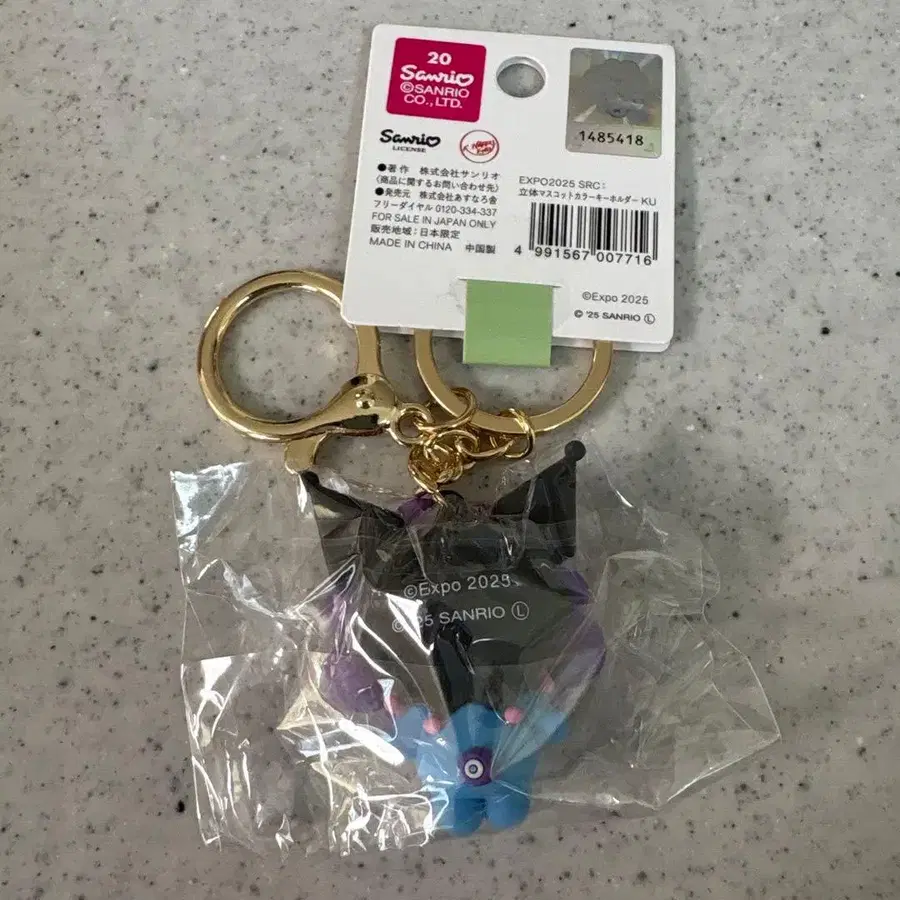 20
Sanrio
©SANRIO
CO., LTD.
1485418
Sanrio
LICENSE
●著作 株式会社サンリオ
(商品に関するお問い合わせ先)
●発売元 株式会社あすなろ舎
フリーダイヤル 0120-334-337
FOR SALE IN JAPAN ONLY
販売地域:日本限定
MADE IN CHINA 中国製
EXPO2025 SRC:
立体マスコットカラーキーホルダー KU
4 991567 007716
©Expo 2025
© '25 SANRIO Ⓛ
©Expo 2025
© '25 SANRIO Ⓛ